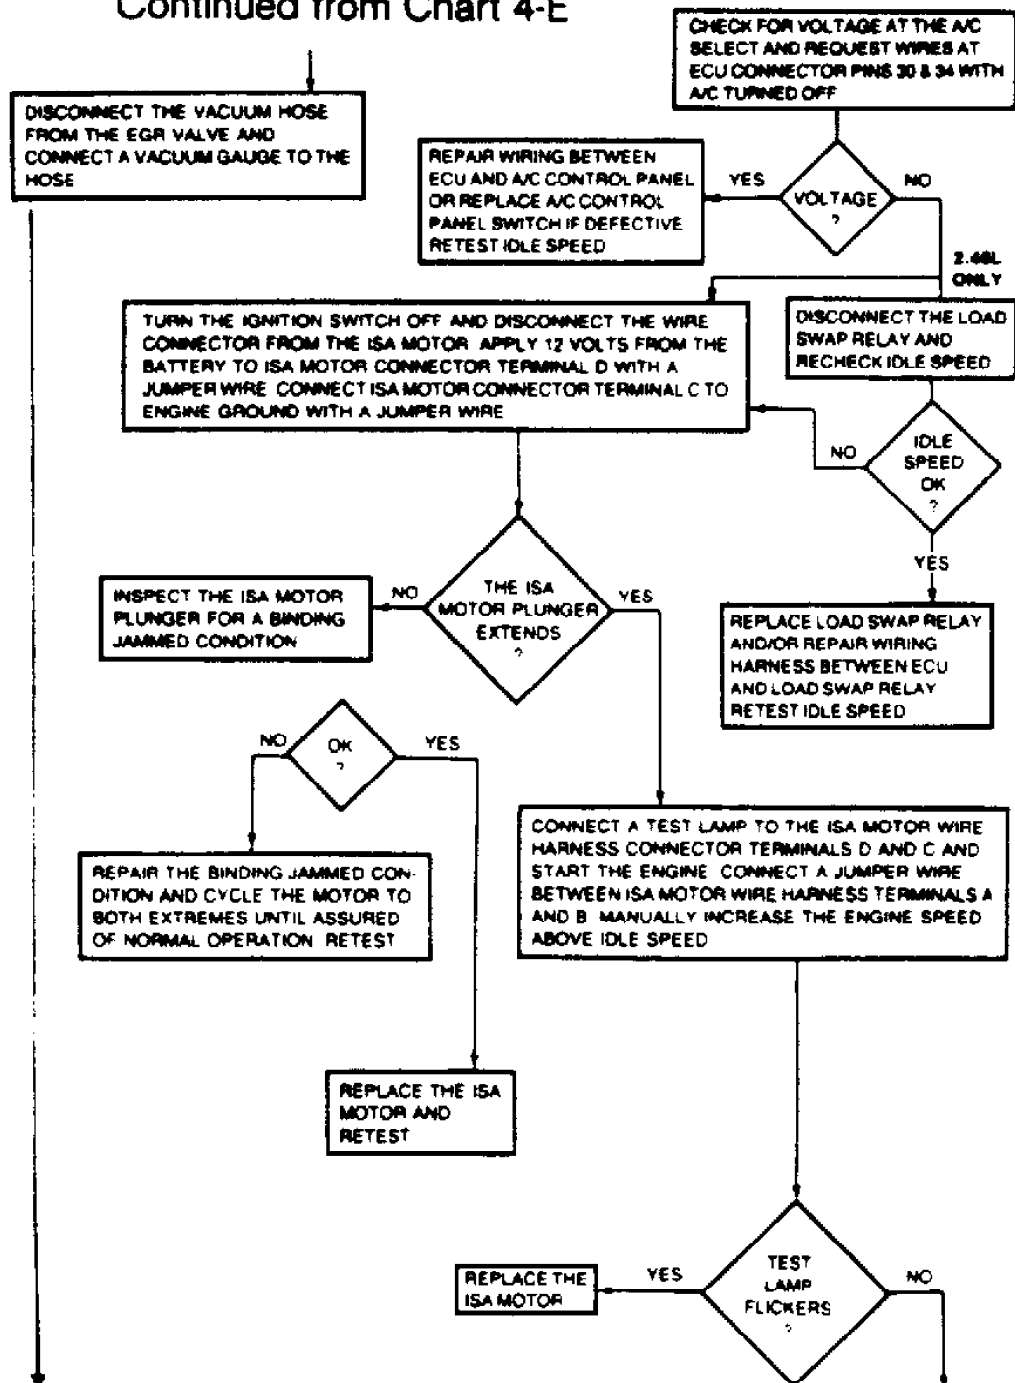 Continued from Chart 4-E
CHECK FOR VOLTAGE AT THE A/C
SELECT AND REQUEST WIRES AT
ECU CONNECTOR PINS 30 & 34 WITH
A/C TURNED OFF
DISCONNECT THE VACUUM HOSE
FROM THE EGR VALVE AND
CONNECT A VACUUM GAUGE TO THE
HOSE
REPAIR WIRING BETWEEN
ECU AND A/C CONTROL PANEL
OR REPLACE A/C CONTROL
PANEL SWITCH IF DEFECTIVE
RETEST IDLE SPEED
YES
VOLTAGE
?
NO
2.46L
ONLY
TURN THE IGNITION SWITCH OFF AND DISCONNECT THE WIRE
CONNECTOR FROM THE ISA MOTOR APPLY 12 VOLTS FROM THE
BATTERY TO ISA MOTOR CONNECTOR TERMINAL D WITH A
JUMPER WIRE CONNECT ISA MOTOR CONNECTOR TERMINAL C TO
ENGINE GROUND WITH A JUMPER WIRE
DISCONNECT THE LOAD
SWAP RELAY AND
RECHECK IDLE SPEED
NO
IDLE
SPEED
OK
?
YES
INSPECT THE ISA MOTOR
PLUNGER FOR A BINDING
JAMMED CONDITION
NO
THE ISA
MOTOR PLUNGER
EXTENDS
?
YES
REPLACE LOAD SWAP RELAY
AND/OR REPAIR WIRING
HARNESS BETWEEN ECU
AND LOAD SWAP RELAY
RETEST IDLE SPEED
NO
OK
?
YES
REPAIR THE BINDING JAMMED CON-
DITION AND CYCLE THE MOTOR TO
BOTH EXTREMES UNTIL ASSURED
OF NORMAL OPERATION RETEST
CONNECT A TEST LAMP TO THE ISA MOTOR WIRE
HARNESS CONNECTOR TERMINALS D AND C AND
START THE ENGINE CONNECT A JUMPER WIRE
BETWEEN ISA MOTOR WIRE HARNESS TERMINALS A
AND B MANUALLY INCREASE THE ENGINE SPEED
ABOVE IDLE SPEED
REPLACE THE ISA
MOTOR AND
RETEST
REPLACE THE
ISA MOTOR
YES
TEST
LAMP
FLICKERS
?
NO